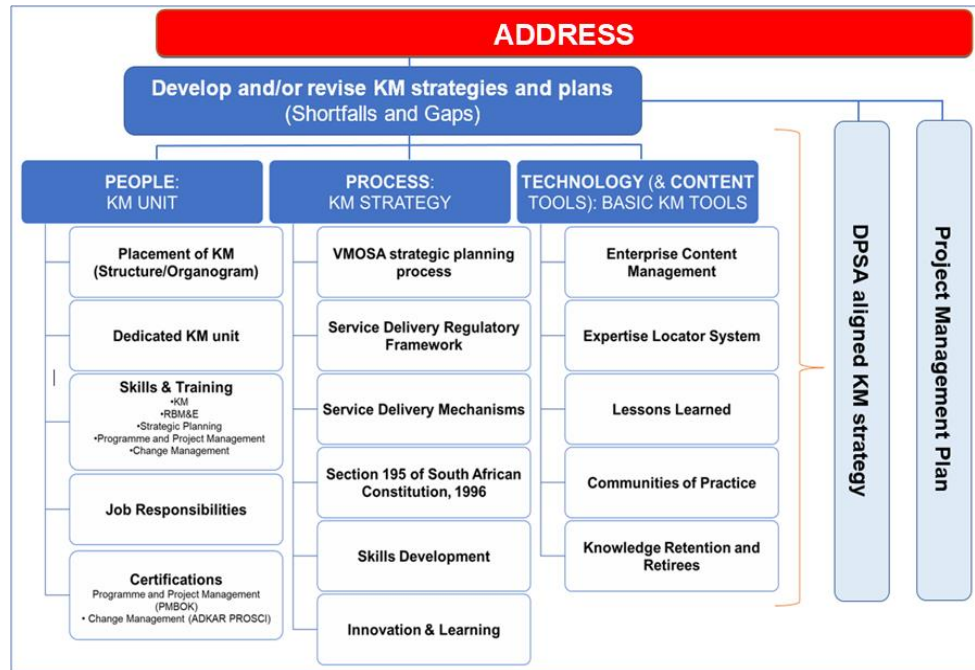 ADDRESS
Develop and/or revise KM strategies and plans
(Shortfalls and Gaps)
PEOPLE:
KM UNIT
Placement of KM
(Structure/Organogram)
Dedicated KM unit
Skills & Training
•KM
•RBM&E
•Strategic Planning
•Programme and Project Management
•Change Management
Job Responsibilities
Certifications
Programme and Project Management
(PMBOK)
• Change Management (ADKAR PROSCI)
PROCESS:
KM STRATEGY
VMOSA strategic planning
process
Service Delivery Regulatory
Framework
Service Delivery Mechanisms
Section 195 of South African
Constitution, 1996
Skills Development
Innovation & Learning
TECHNOLOGY (& CONTENT
TOOLS): BASIC KM TOOLS
Enterprise Content
Management
Expertise Locator System
Lessons Learned
Communities of Practice
Knowledge Retention and
Retirees
DPSA aligned KM strategy
Project Management Plan